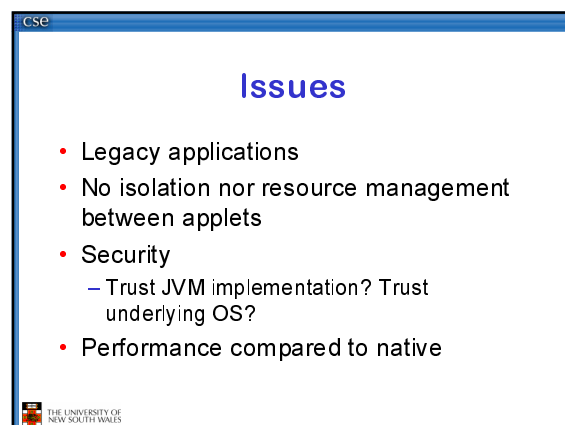 cse
Issues
• Legacy applications
• No isolation nor resource management
between applets
• Security
– Trust JVM implementation? Trust
underlying OS?
• Performance compared to native
THE UNIVERSITY OF
NEW SOUTH WALES